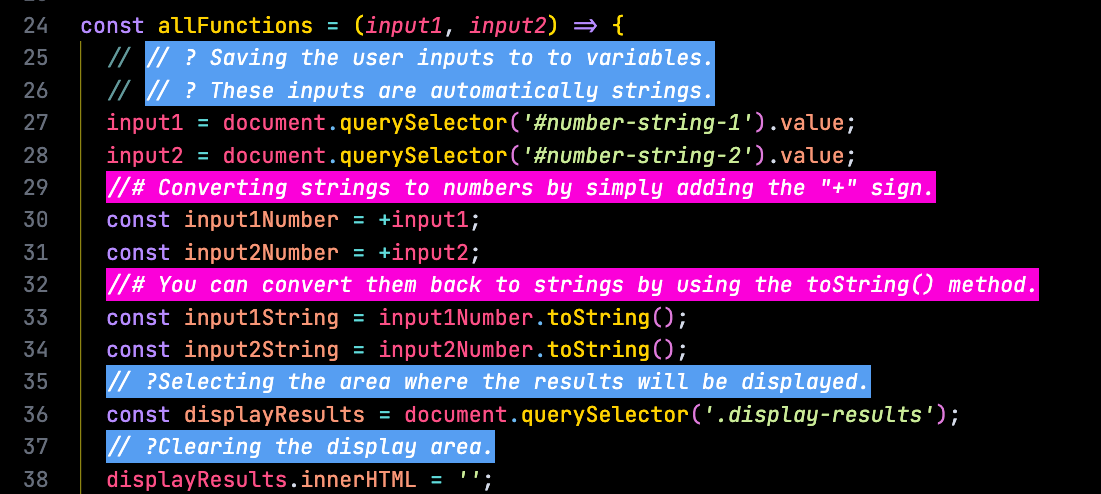 24 const allFunctions = (input1, input2) => {
25 // // ? Saving the user inputs to to variables.
26 // // ? These inputs are automatically strings.
27 input1 = document.querySelector('#number-string-1').value;
28 input2 = document.querySelector('#number-string-2').value;
29 //# Converting strings to numbers by simply adding the "+" sign.
30 const input1Number = +input1;
31 const input2Number = +input2;
32 //# You can convert them back to strings by using the toString() method.
33 const input1String = input1Number.toString();
34 const input2String = input2Number.toString();
35 // ?Selecting the area where the results will be displayed.
36 const displayResults = document.querySelector('.display-results');
37 // ?Clearing the display area.
38 displayResults.innerHTML = '';